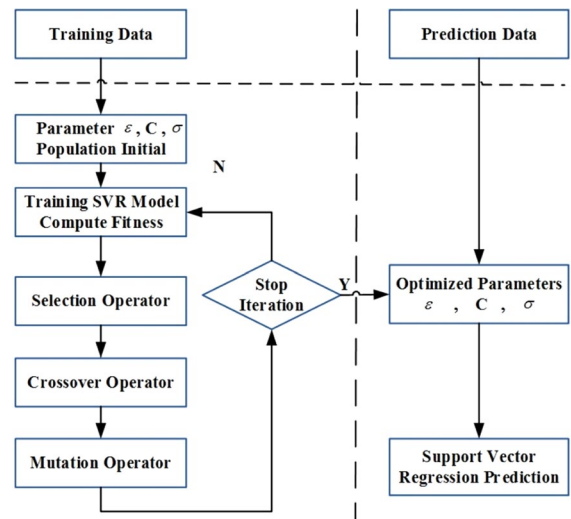 Training Data
Prediction Data
Parameter ε , C , σ
Population Initial
N
Training SVR Model
Compute Fitness
Selection Operator
Stop
Iteration
Y
Optimized Parameters
ε , C , σ
Crossover Operator
Mutation Operator
Support Vector
Regression Prediction